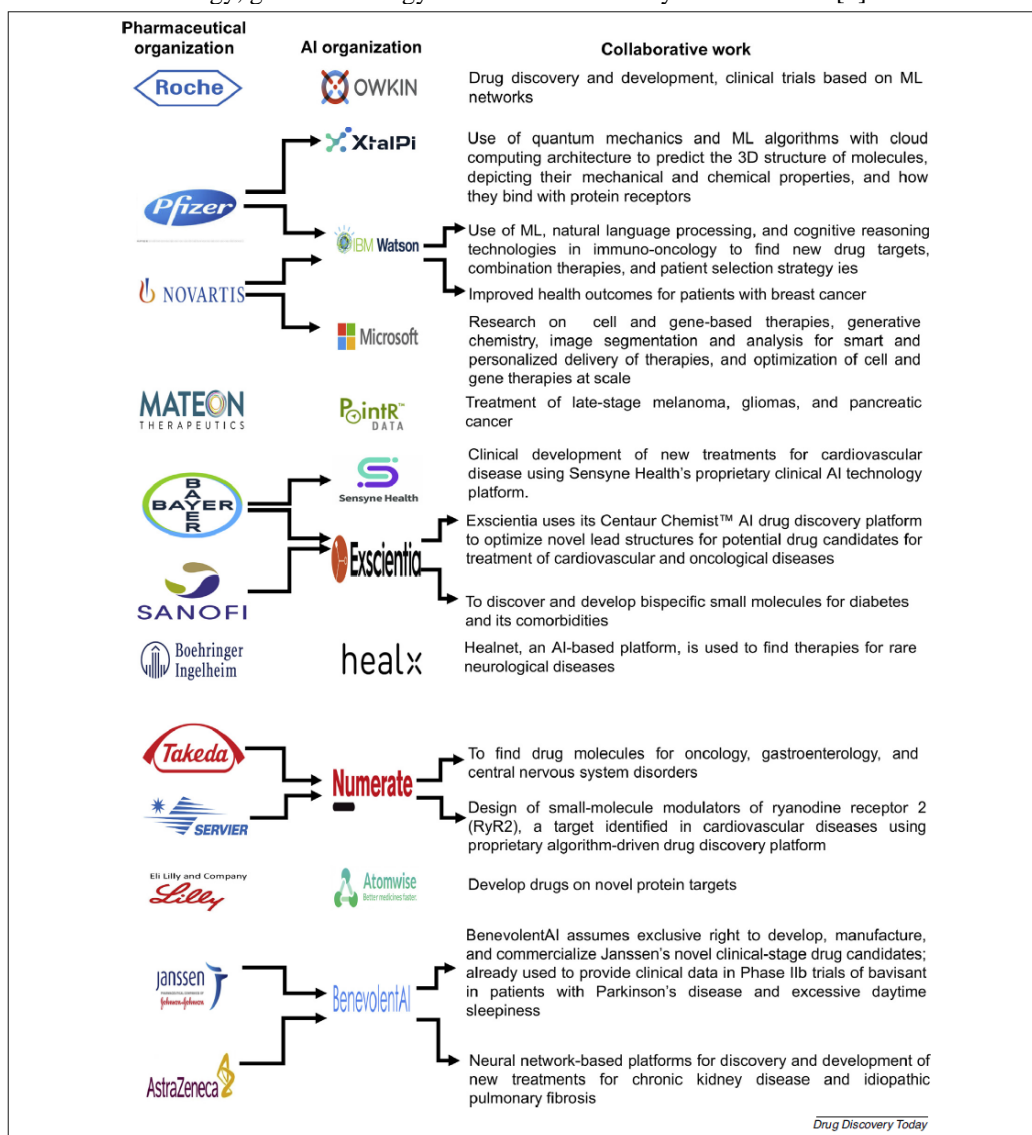 Pharmaceutical
organization
AI organization
Collaborative work
Roche
OWKIN
Drug discovery and development, clinical trials based on ML
networks
XtalPi
Use of quantum mechanics and ML algorithms with cloud
computing architecture to predict the 3D structure of molecules,
depicting their mechanical and chemical properties, and how
they bind with protein receptors
Pfizer
IBM Watson
Use of ML, natural language processing, and cognitive reasoning
technologies in immuno-oncology to find new drug targets,
combination therapies, and patient selection strategy ies
NOVARTIS
Improved health outcomes for patients with breast cancer
Microsoft
Research on cell and gene-based therapies, generative
chemistry, image segmentation and analysis for smart and
personalized delivery of therapies, and optimization of cell and
gene therapies at scale
MATEON
THERAPEUTICS
PointR™
DATA
Treatment of late-stage melanoma, gliomas, and pancreatic
cancer
BAYER
BAYER
Sensyne Health
Clinical development of new treatments for cardiovascular
disease using Sensyne Health's proprietary clinical AI technology
platform.
Exscientia
Exscientia uses its Centaur Chemist™ AI drug discovery platform
to optimize novel lead structures for potential drug candidates for
treatment of cardiovascular and oncological diseases
SANOFI
To discover and develop bispecific small molecules for diabetes
and its comorbidities
Boehringer
Ingelheim
healx
Healnet, an AI-based platform, is used to find therapies for rare
neurological diseases
Takeda
Numerate
To find drug molecules for oncology, gastroenterology, and
central nervous system disorders
SERVIER
Design of small-molecule modulators of ryanodine receptor 2
(RyR2), a target identified in cardiovascular diseases using
proprietary algorithm-driven drug discovery platform
Eli Lilly and Company
Lilly
Atomwise
Better medicines faster.
Develop drugs on novel protein targets
janssen
Johnson & Johnson
BenevolentAI
BenevolentAI assumes exclusive right to develop, manufacture,
and commercialize Janssen's novel clinical-stage drug candidates;
already used to provide clinical data in Phase IIb trials of bavisant
in patients with Parkinson's disease and excessive daytime
sleepiness
AstraZeneca
Neural network-based platforms for discovery and development of
new treatments for chronic kidney disease and idiopathic
pulmonary fibrosis
Drug Discovery Today